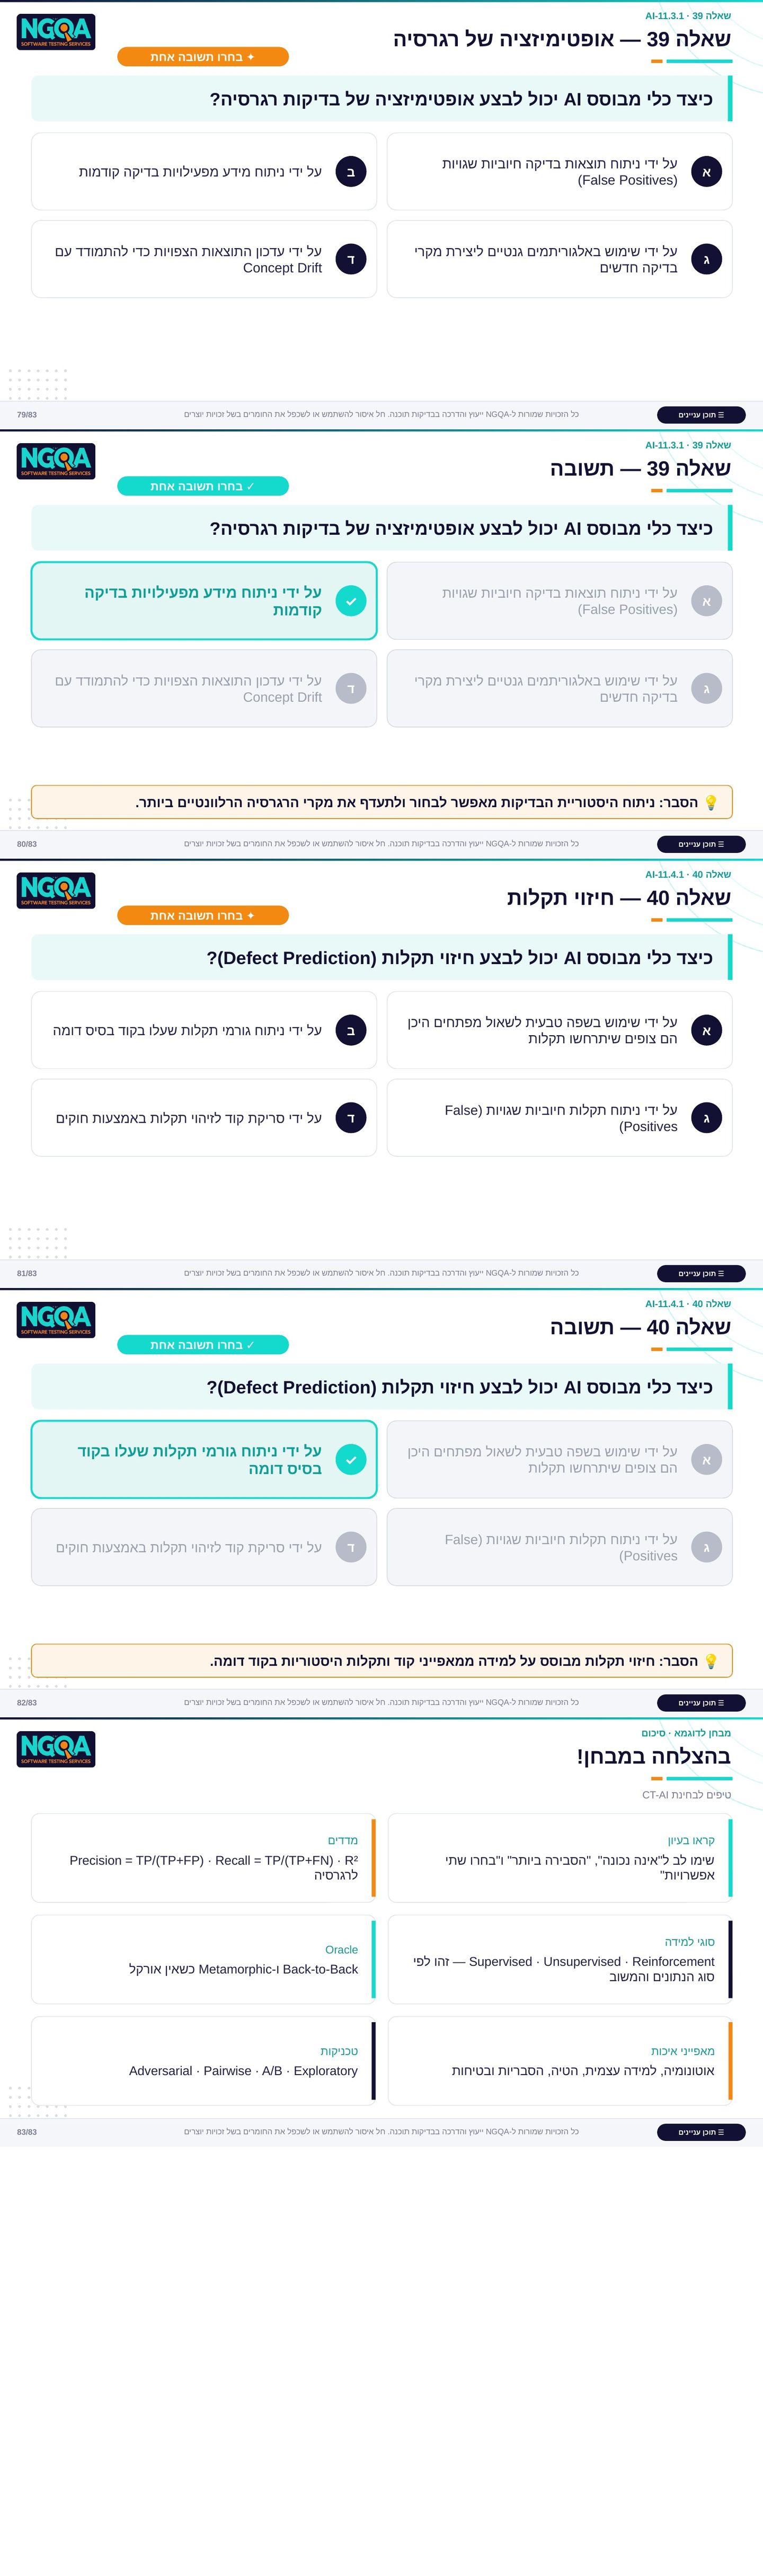 שאלה 39 · AI-11.3.1
שאלה 39 — אופטימיזציה של רגרסיה
NGQA
SOFTWARE TESTING SERVICES
✦ בחרו תשובה אחת
כיצד כלי מבוסס AI יכול לבצע אופטימיזציה של בדיקות רגרסיה?
א
על ידי ניתוח תוצאות בדיקה חיוביות שגויות
(False Positives)
ב
על ידי ניתוח מידע מפעילויות בדיקה קודמות
ג
על ידי שימוש באלגוריתמים גנטיים ליצירת מקרי
בדיקה חדשים
ד
על ידי עדכון התוצאות הצפויות כדי להתמודד עם
Concept Drift
☰ תוכן עניינים
כל הזכויות שמורות ל-NGQA ייעוץ והדרכה בבדיקות תוכנה. חל איסור להשתמש או לשכפל את החומרים בשל זכויות יוצרים
79/83
שאלה 39 · AI-11.3.1
שאלה 39 — תשובה
NGQA
SOFTWARE TESTING SERVICES
✓ בחרו תשובה אחת
כיצד כלי מבוסס AI יכול לבצע אופטימיזציה של בדיקות רגרסיה?
א
על ידי ניתוח תוצאות בדיקה חיוביות שגויות
(False Positives)
✓
על ידי ניתוח מידע מפעילויות בדיקה
קודמות
ג
על ידי שימוש באלגוריתמים גנטיים ליצירת מקרי
בדיקה חדשים
ד
על ידי עדכון התוצאות הצפויות כדי להתמודד עם
Concept Drift
💡 הסבר: ניתוח היסטוריית הבדיקות מאפשר לבחור ולתעדף את מקרי הרגרסיה הרלוונטיים ביותר.
☰ תוכן עניינים
כל הזכויות שמורות ל-NGQA ייעוץ והדרכה בבדיקות תוכנה. חל איסור להשתמש או לשכפל את החומרים בשל זכויות יוצרים
80/83
שאלה 40 · AI-11.4.1
שאלה 40 — חיזוי תקלות
NGQA
SOFTWARE TESTING SERVICES
✦ בחרו תשובה אחת
כיצד כלי מבוסס AI יכול לבצע חיזוי תקלות (Defect Prediction)?
א
על ידי שימוש בשפה טבעית לשאול מפתחים היכן
הם צופים שיתרחשו תקלות
ב
על ידי ניתוח גורמי תקלות שעלו בקוד בסיס דומה
ג
על ידי ניתוח תקלות חיוביות שגויות (False
Positives)
ד
על ידי סריקת קוד לזיהוי תקלות באמצעות חוקים
☰ תוכן עניינים
כל הזכויות שמורות ל-NGQA ייעוץ והדרכה בבדיקות תוכנה. חל איסור להשתמש או לשכפל את החומרים בשל זכויות יוצרים
81/83
שאלה 40 · AI-11.4.1
שאלה 40 — תשובה
NGQA
SOFTWARE TESTING SERVICES
✓ בחרו תשובה אחת
כיצד כלי מבוסס AI יכול לבצע חיזוי תקלות (Defect Prediction)?
א
על ידי שימוש בשפה טבעית לשאול מפתחים היכן
הם צופים שיתרחשו תקלות
✓
על ידי ניתוח גורמי תקלות שעלו בקוד
בסיס דומה
ג
על ידי ניתוח תקלות חיוביות שגויות (False
Positives)
ד
על ידי סריקת קוד לזיהוי תקלות באמצעות חוקים
💡 הסבר: חיזוי תקלות מבוסס על למידה ממאפייני קוד ותקלות היסטוריות בקוד דומה.
☰ תוכן עניינים
כל הזכויות שמורות ל-NGQA ייעוץ והדרכה בבדיקות תוכנה. חל איסור להשתמש או לשכפל את החומרים בשל זכויות יוצרים
82/83
מבחן לדוגמא · סיכום
בהצלחה במבחן!
NGQA
SOFTWARE TESTING SERVICES
טיפים לבחינת CT-AI
קראו בעיון
שימו לב ל"אינה נכונה", "הסבירה ביותר" ו"בחרו שתי
אפשרויות"
מדדים
Precision = TP/(TP+FP) · Recall = TP/(TP+FN) · R²
לרגרסיה
סוגי למידה
Supervised · Unsupervised · Reinforcement — זהו לפי
סוג הנתונים והמשוב
Oracle
Back-to-Back ו-Metamorphic כשאין אורקל
מאפייני איכות
אוטונומיה, למידה עצמית, הטיה, הסבריות ובטיחות
טכניקות
Adversarial · Pairwise · A/B · Exploratory
☰ תוכן עניינים
כל הזכויות שמורות ל-NGQA ייעוץ והדרכה בבדיקות תוכנה. חל איסור להשתמש או לשכפל את החומרים בשל זכויות יוצרים
83/83